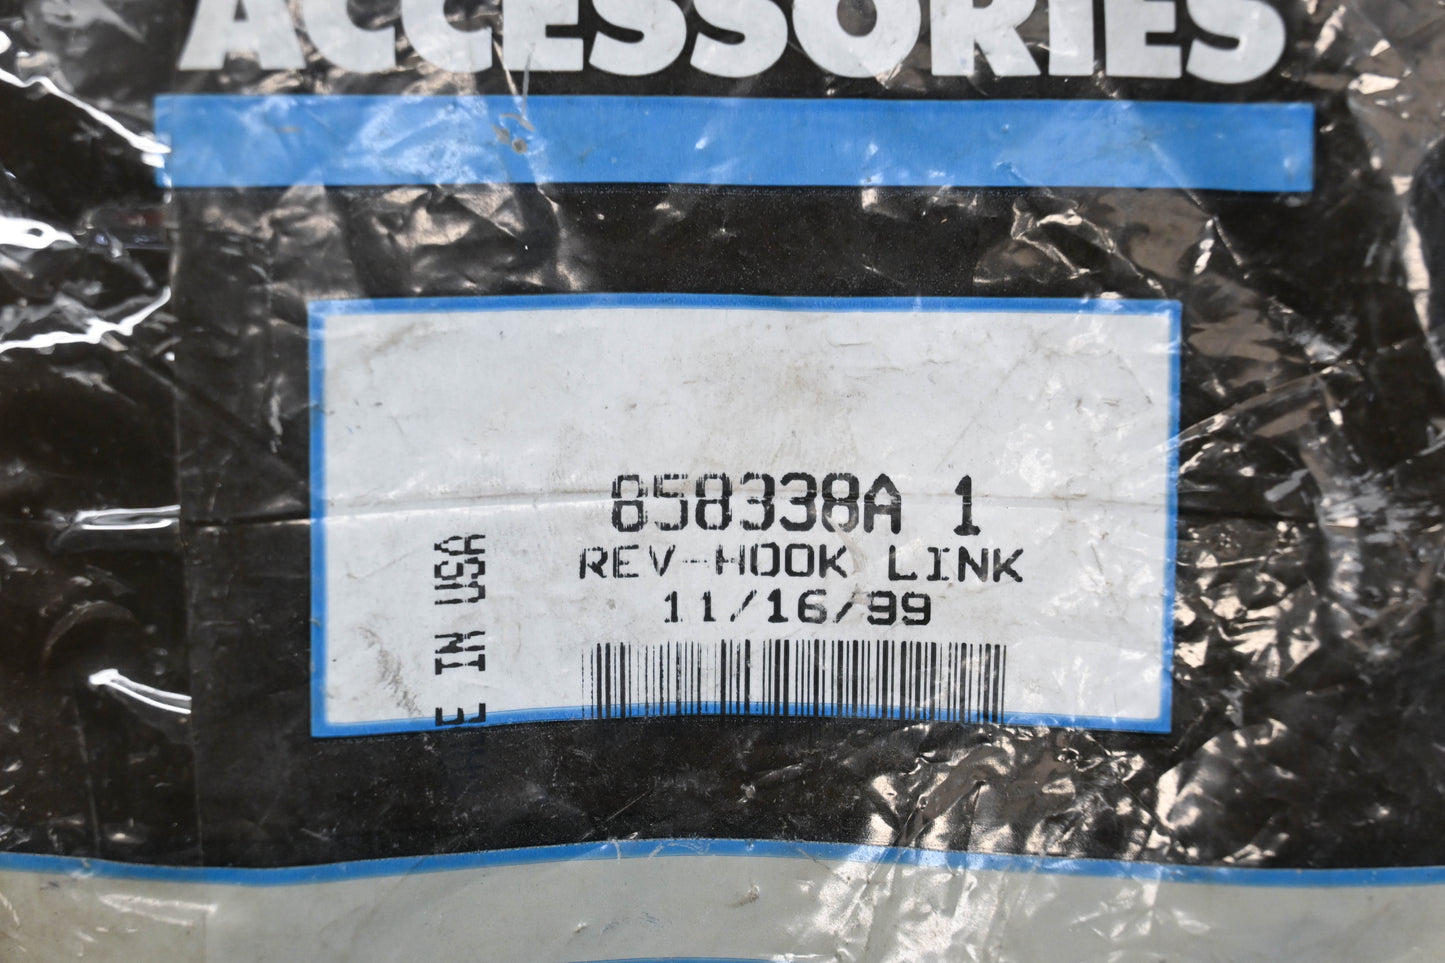 ACCESSORIES
858338A 1
REV-HOOK LINK
11/16/99
E IN USA